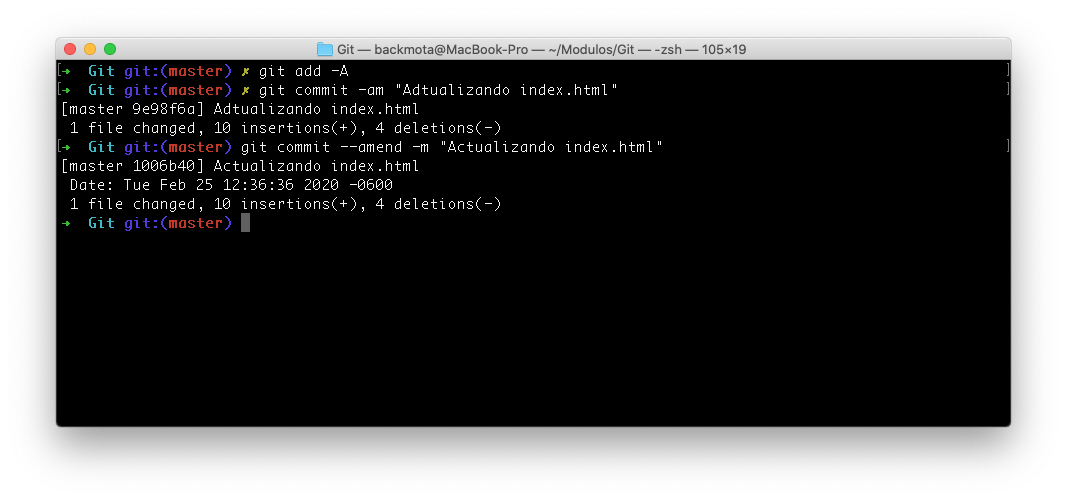 Git — backmota@MacBook-Pro — ~/Modulos/Git — -zsh — 105×19
[➜  Git git:(master) ✗ git add -A ]
[➜  Git git:(master) ✗ git commit -am "Adtualizando index.html" ]
[master 9e98f6a] Adtualizando index.html
 1 file changed, 10 insertions(+), 4 deletions(-)
[➜  Git git:(master) git commit --amend -m "Actualizando index.html" ]
[master 1006b40] Actualizando index.html
 Date: Tue Feb 25 12:36:36 2020 -0600
 1 file changed, 10 insertions(+), 4 deletions(-)
➜  Git git:(master)